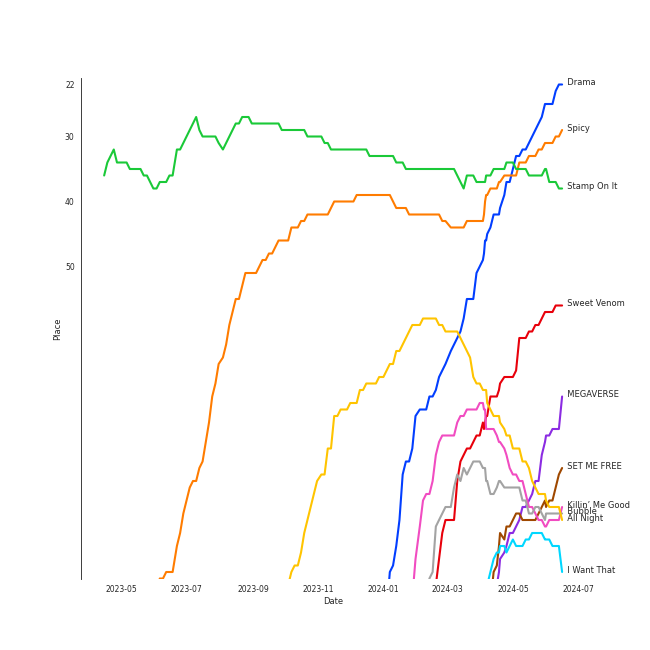 22
30
40
50
Place
Drama
Spicy
Stamp On It
Sweet Venom
MEGAVERSE
SET ME FREE
Killin' Me Good
Bubble
All Night
I Want That
2023-05
2023-07
2023-09
2023-11
2024-01
2024-03
2024-05
2024-07
Date